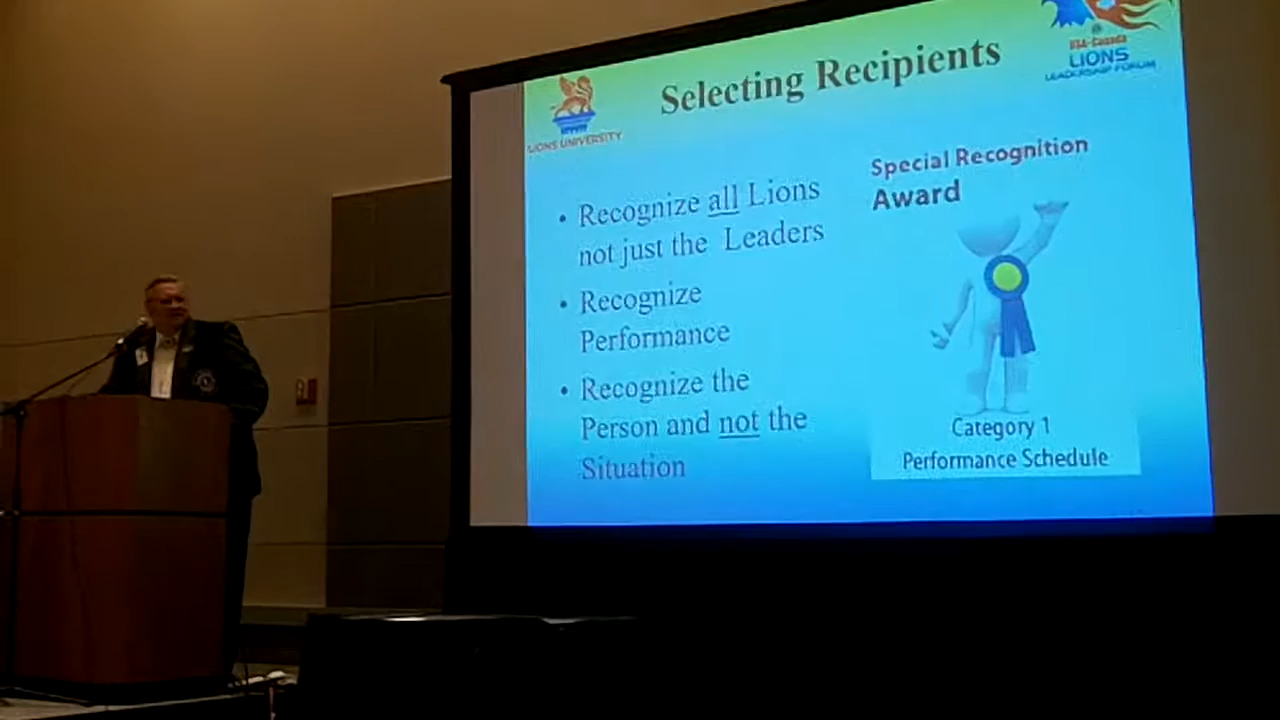 Selecting Recipients
LIONS UNIVERSITY
USA-Canada
LIONS
LEADERSHIP FORUM
• Recognize all Lions
not just the Leaders
• Recognize
Performance
• Recognize the
Person and not the
Situation
Special Recognition
Award
Category 1
Performance Schedule